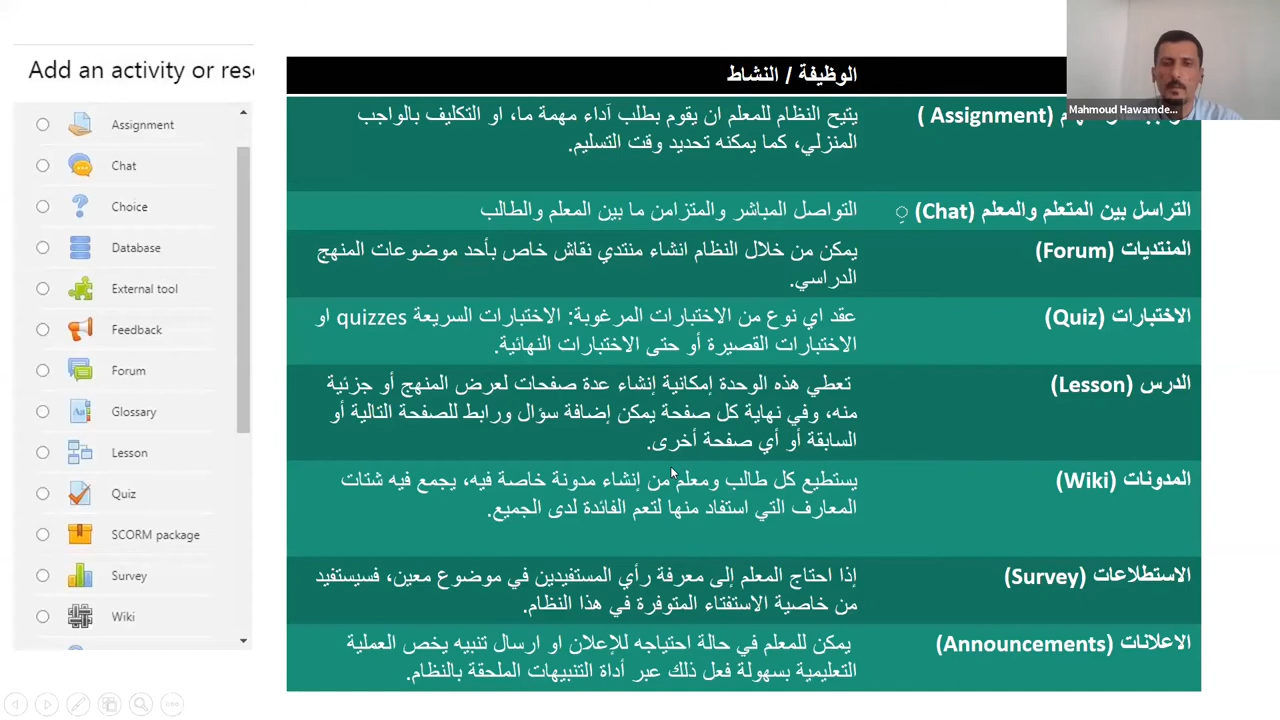 Add an activity or
Assignment
Chat
Choice
Database
External tool
Feedback
Forum
Glossary
Lesson
Quiz
SCORM package
Survey
Wiki
الوظيفة / النشاط
Mahmoud Hawamde...
(Assignment )
يتيح النظام للمعلم ان يقوم بطلب آداء مهمة ما، او التكليف بالواجب
المنزلي، كما يمكنه تحديد وقت التسليم.
التراسل بين المتعلم والمعلم (Chat)
التواصل المباشر والمتزامن ما بين المعلم والطالب
المنتديات (Forum)
يمكن من خلال النظام انشاء منتدي نقاش خاص بأحد موضوعات المنهج
الدراسي.
الاختبارات (Quiz)
عقد اي نوع من الاختبارات المرغوبة: الاختبارات السريعة quizzes او
الاختبارات القصيرة أو حتى الاختبارات النهائية.
الدرس (Lesson)
تعطي هذه الوحدة إمكانية إنشاء عدة صفحات لعرض المنهج أو جزئية
منه، وفي نهاية كل صفحة يمكن إضافة سؤال ورابط للصفحة التالية أو
السابقة أو أي صفحة أخرى.
المدونات (Wiki)
يستطيع كل طالب ومعلم من إنشاء مدونة خاصة فيه، يجمع فيه شتات
المعارف التي استفاد منها لتعم الفائدة لدى الجميع.
الاستطلاعات (Survey)
إذا احتاج المعلم إلى معرفة رأي المستفيدين في موضوع معين، فسيستفيد
من خاصية الاستفتاء المتوفرة في هذا النظام.
الاعلانات (Announcements)
يمكن للمعلم في حالة احتياجه للإعلان او ارسال تنبيه يخص العملية
التعليمية بسهولة فعل ذلك عبر أداة التنبيهات الملحقة بالنظام.